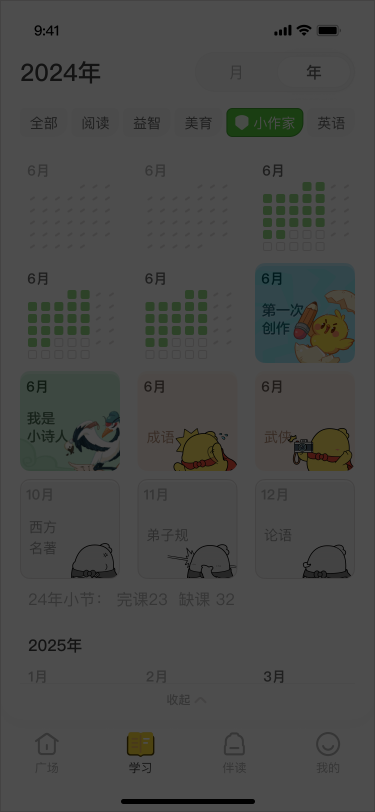 9:41
2024年
月 年
全部 阅读 益智 美育 小作家 英语
6月 6月 6月
6月 6月 6月
第一次
创作
6月 6月 6月
我是
小诗人 成语 武侠
10月 11月 12月
西方
名著 弟子规 论语
24年小节： 完课23 缺课 32
2025年
1月 2月 3月
收起
广场 学习 伴读 我的